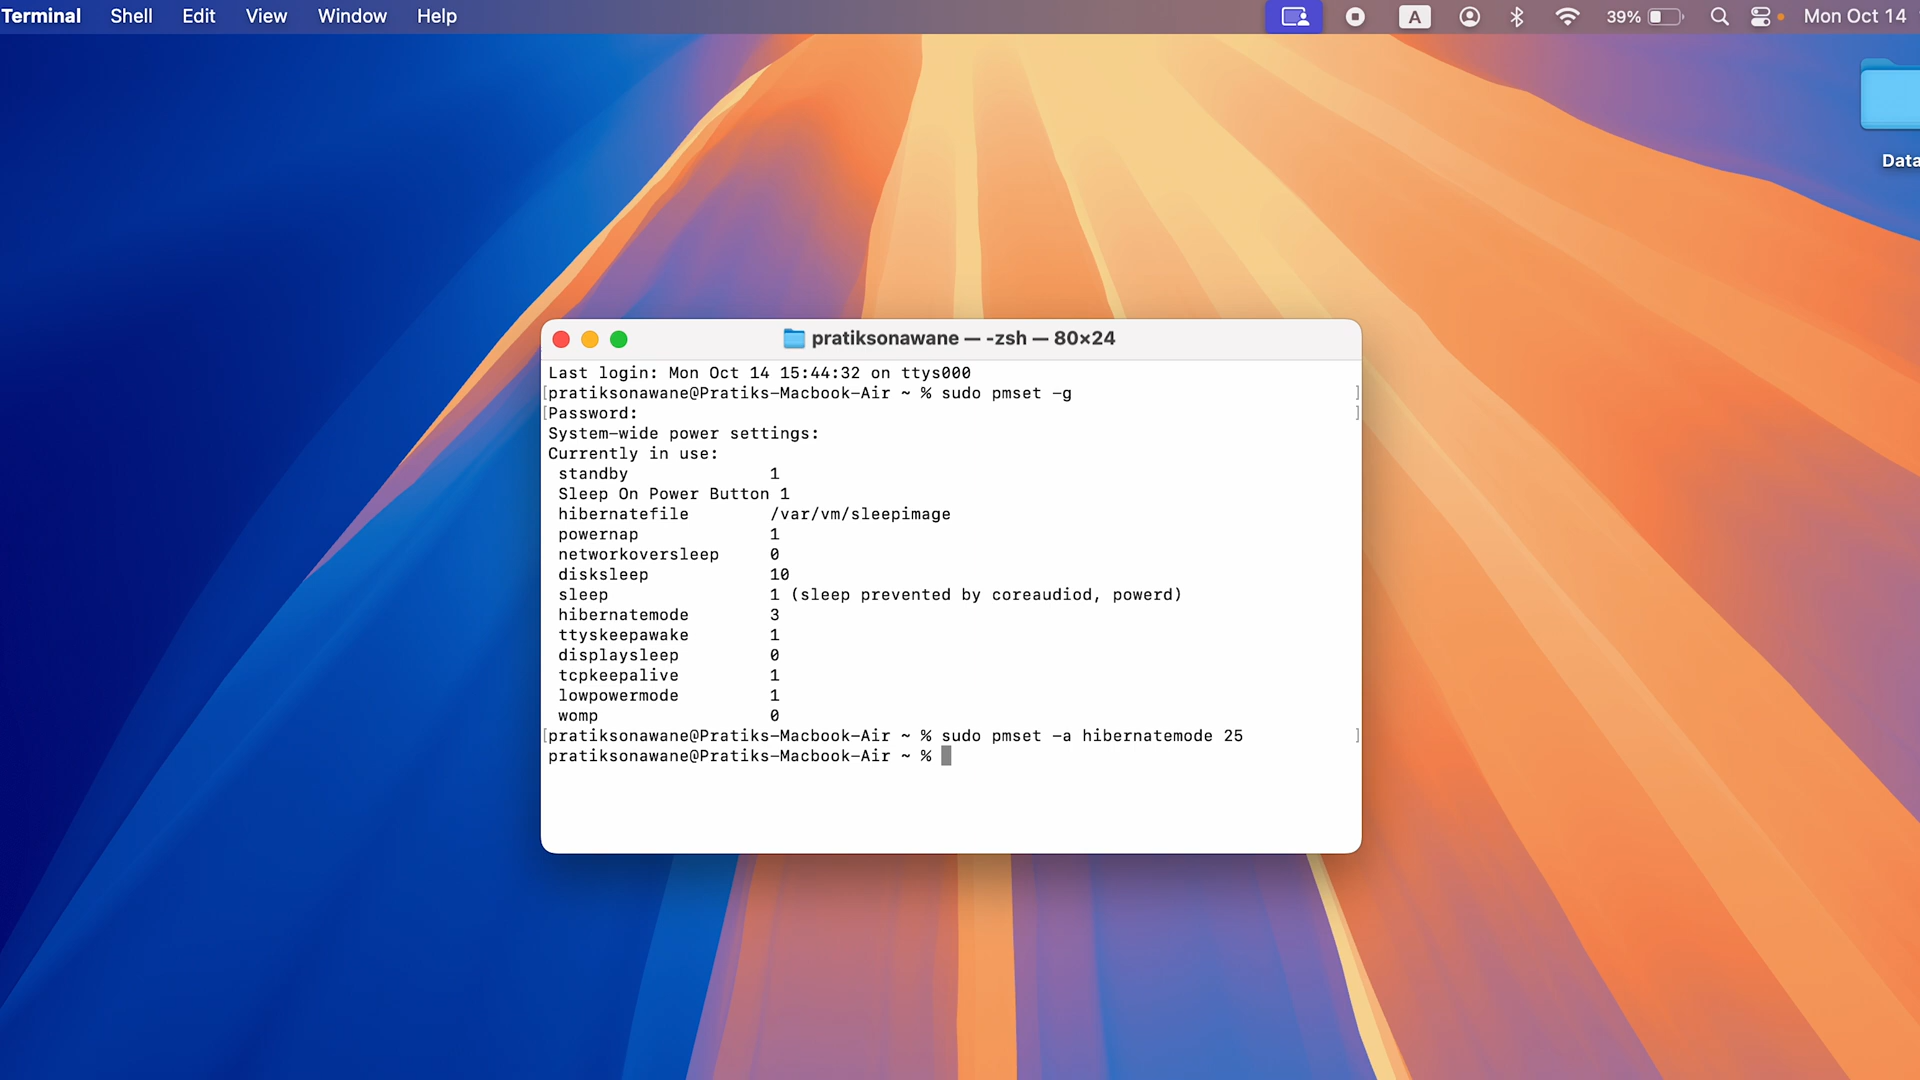 Terminal Shell Edit View Window Help A 39% Mon Oct 14
Data
pratiksonawane — -zsh — 80×24
Last login: Mon Oct 14 15:44:32 on ttys000
[pratiksonawane@Pratiks-Macbook-Air ~ % sudo pmset -g ]
[Password: ]
System-wide power settings:
Currently in use:
standby 1
Sleep On Power Button 1
hibernatefile /var/vm/sleepimage
powernap 1
networkoversleep 0
disksleep 10
sleep 1 (sleep prevented by coreaudiod, powerd)
hibernatemode 3
ttyskeepawake 1
displaysleep 0
tcpkeepalive 1
lowpowermode 1
womp 0
[pratiksonawane@Pratiks-Macbook-Air ~ % sudo pmset -a hibernatemode 25 ]
pratiksonawane@Pratiks-Macbook-Air ~ %